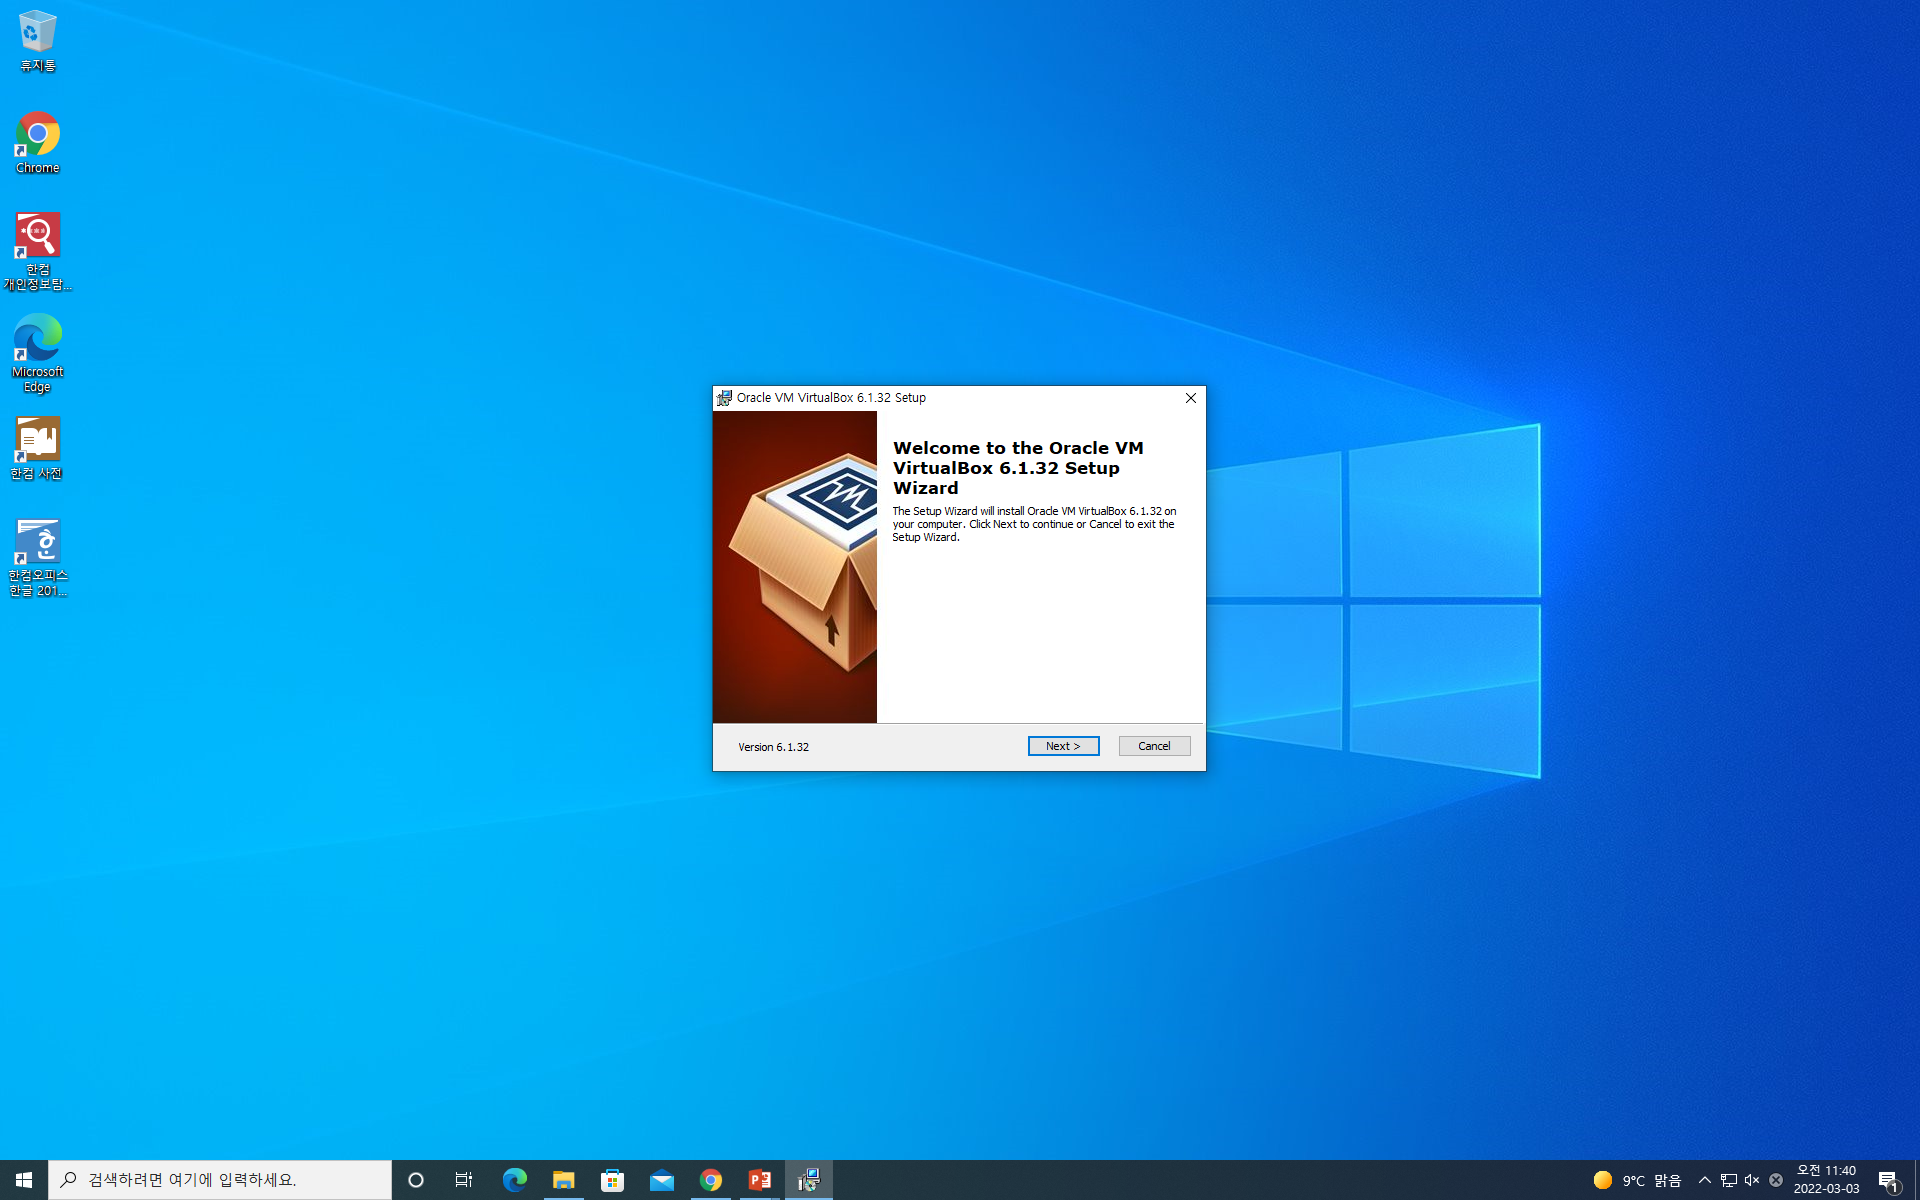 휴지통
Chrome
한컴
개인정보탐...
Microsoft
Edge
한컴 사전
한컴오피스
한글 201...
Oracle VM VirtualBox 6.1.32 Setup
Welcome to the Oracle VM
VirtualBox 6.1.32 Setup
Wizard
The Setup Wizard will install Oracle VM VirtualBox 6.1.32 on
your computer. Click Next to continue or Cancel to exit the
Setup Wizard.
Version 6.1.32
Next >
Cancel
검색하려면 여기에 입력하세요.
9°C 맑음
오전 11:40
2022-03-03
1